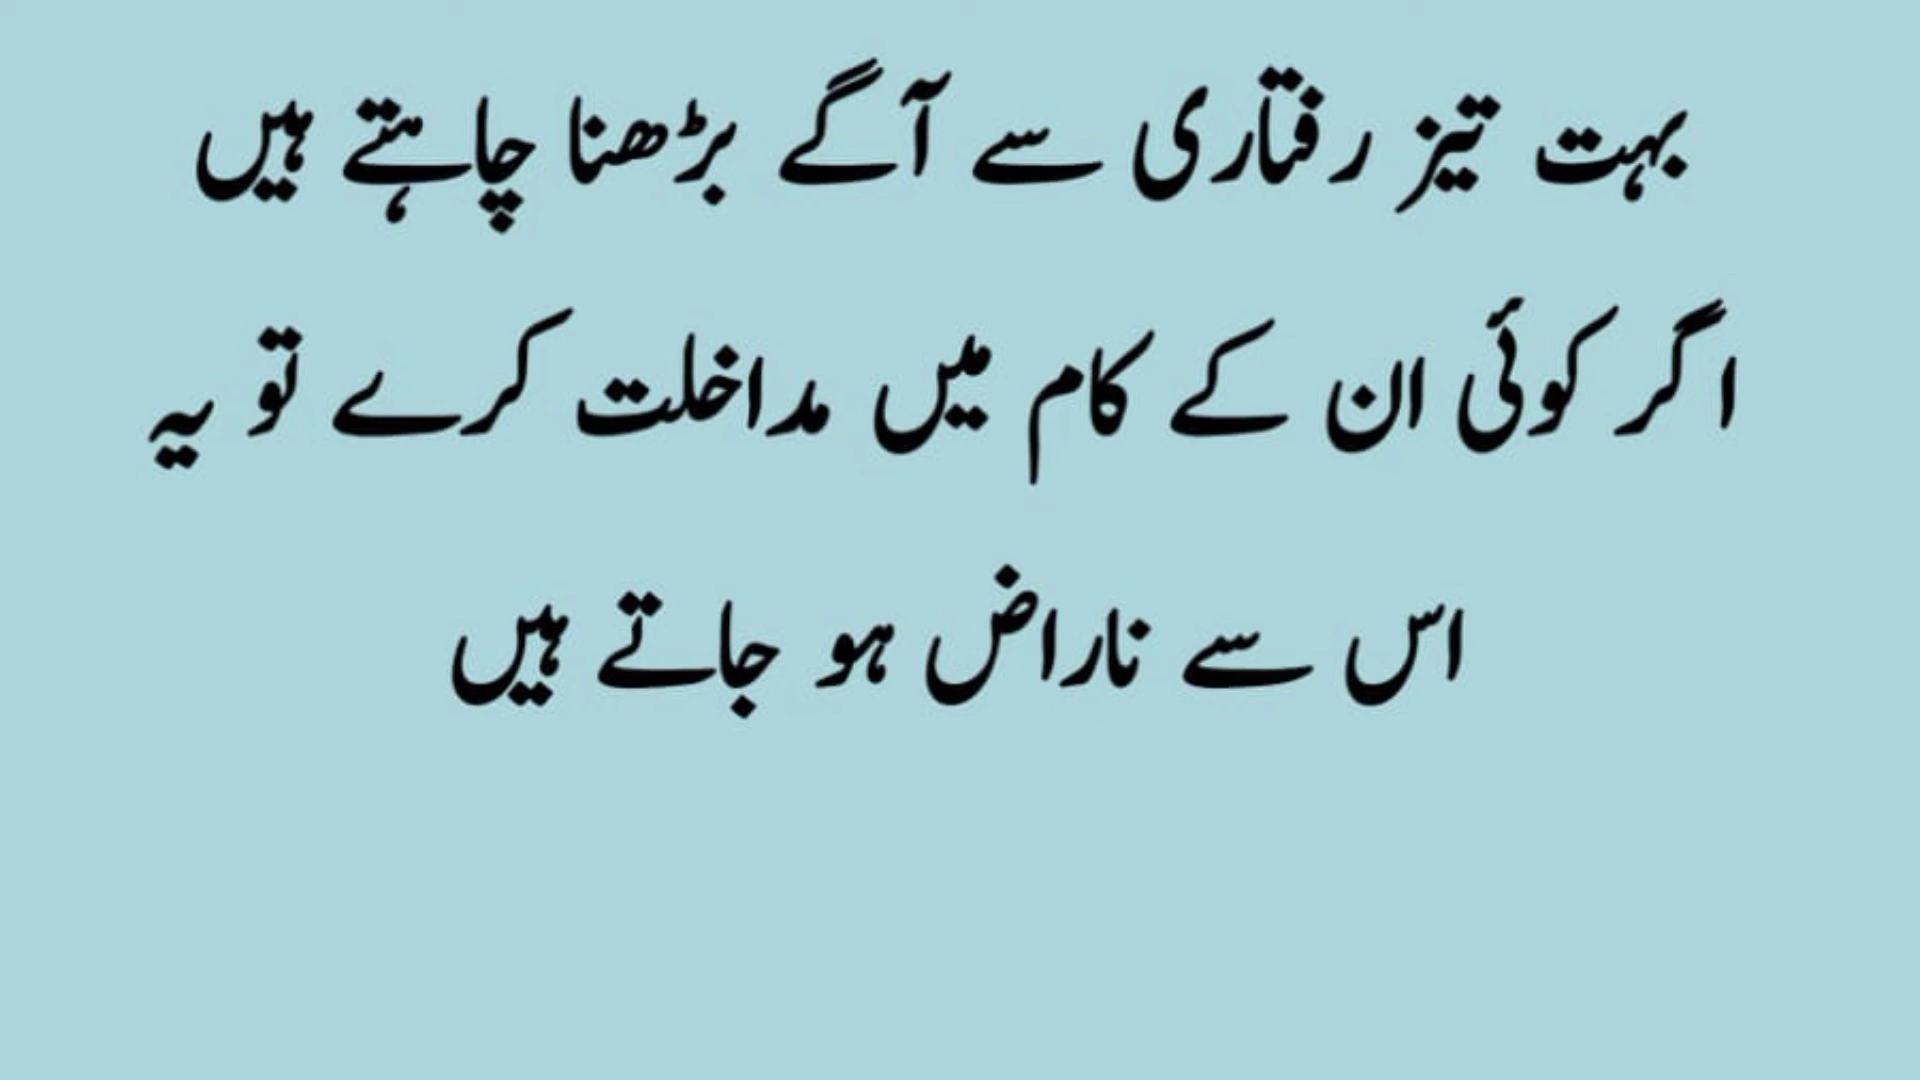 بہت تیز رفتاری سے آگے بڑھنا چاہتے ہیں
اگر کوئی ان کے کام میں مداخلت کرے تو یہ
اس سے ناراض ہو جاتے ہیں